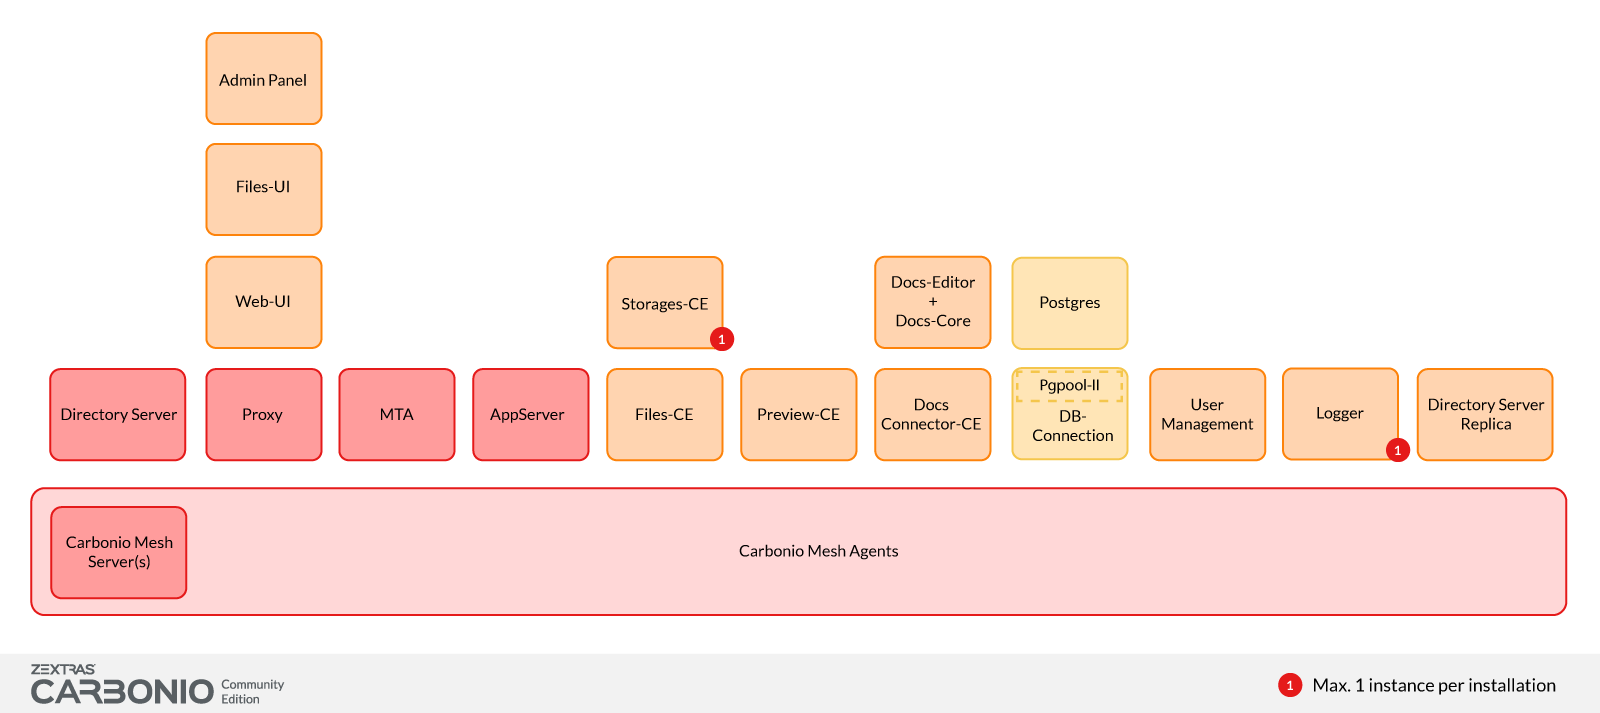 Admin Panel
Files-UI
Web-UI
Storages-CE
1
Docs-Editor
+
Docs-Core
Postgres
Directory Server
Proxy
MTA
AppServer
Files-CE
Preview-CE
Docs
Connector-CE
Pgpool-II
DB-
Connection
User
Management
Logger
1
Directory Server
Replica
Carbonio Mesh
Server(s)
Carbonio Mesh Agents
ZEXTRAS
CARBONIO
Community
Edition
1 Max. 1 instance per installation